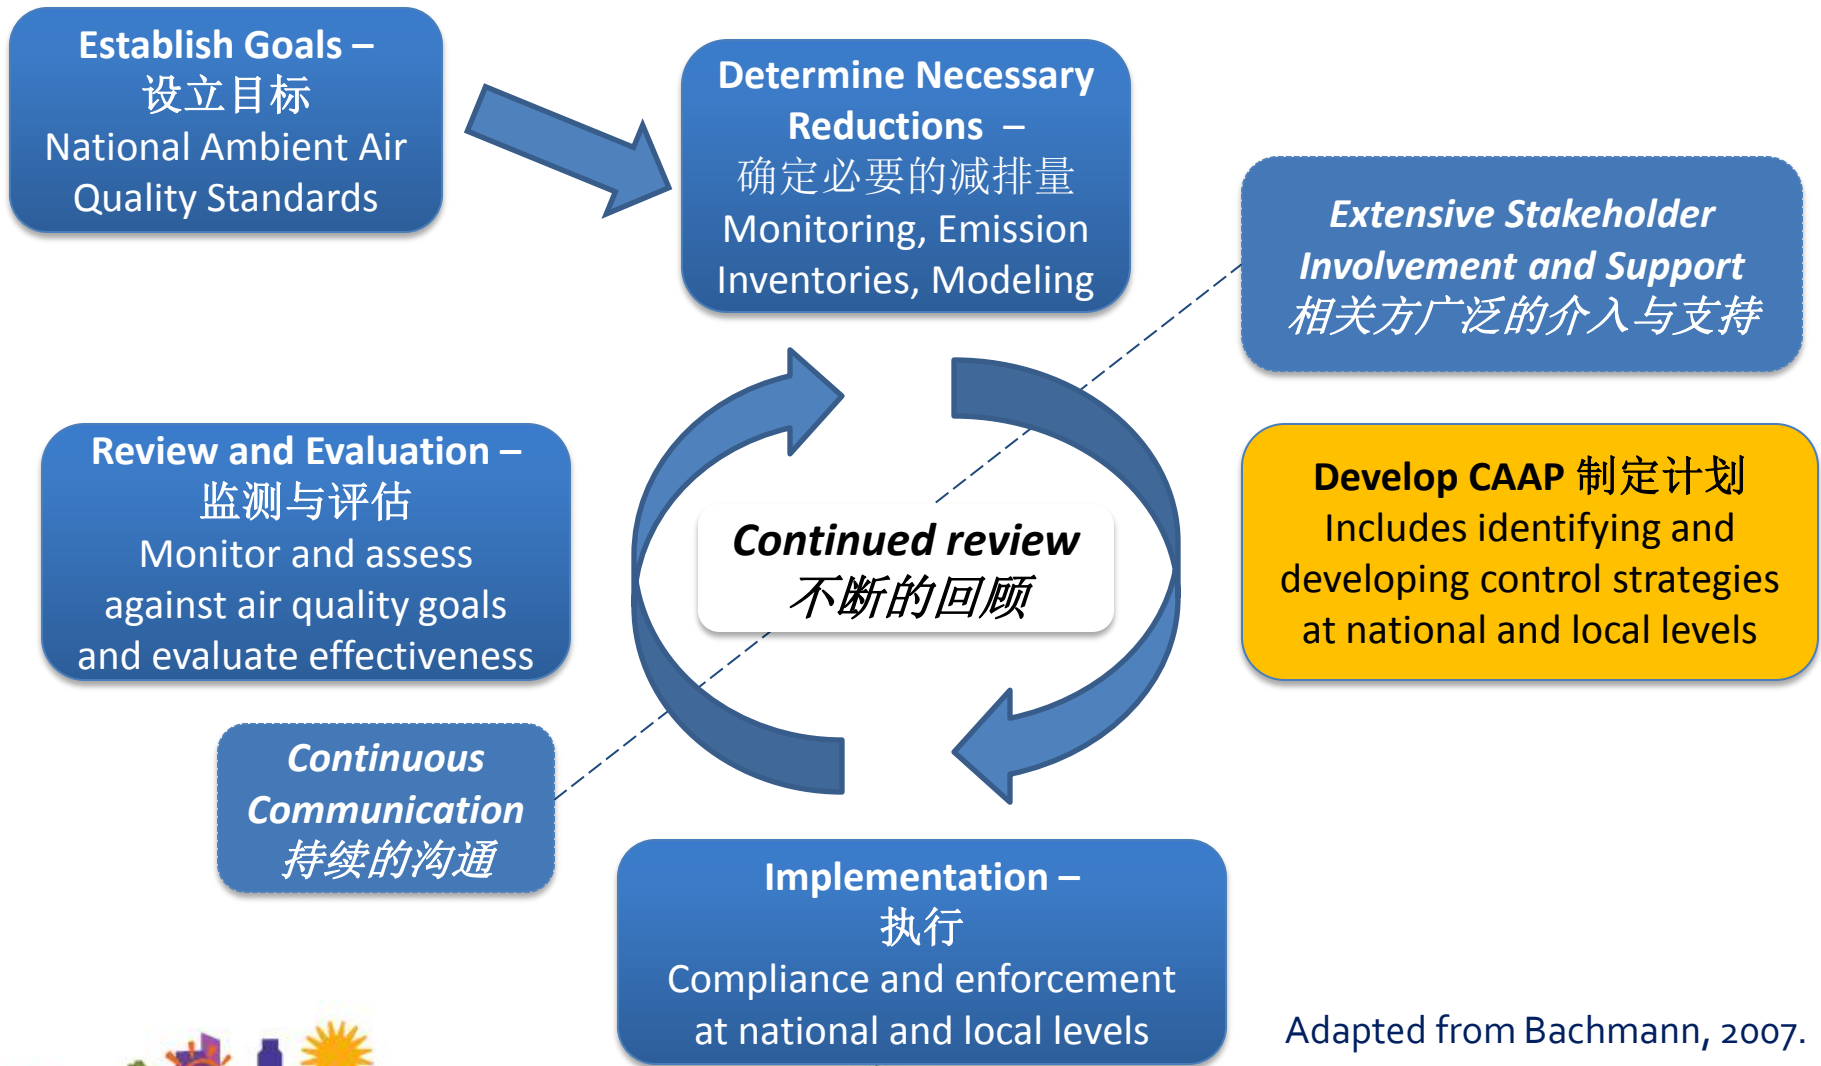 Establish Goals –
设立目标
National Ambient Air
Quality Standards
Determine Necessary
Reductions –
确定必要的减排量
Monitoring, Emission
Inventories, Modeling
Extensive Stakeholder
Involvement and Support
相关方广泛的介入与支持
Review and Evaluation –
监测与评估
Monitor and assess
against air quality goals
and evaluate effectiveness
Continued review
不断的回顾
Develop CAAP 制定计划
Includes identifying and
developing control strategies
at national and local levels
Continuous
Communication
持续的沟通
Implementation –
执行
Compliance and enforcement
at national and local levels
Adapted from Bachmann, 2007.